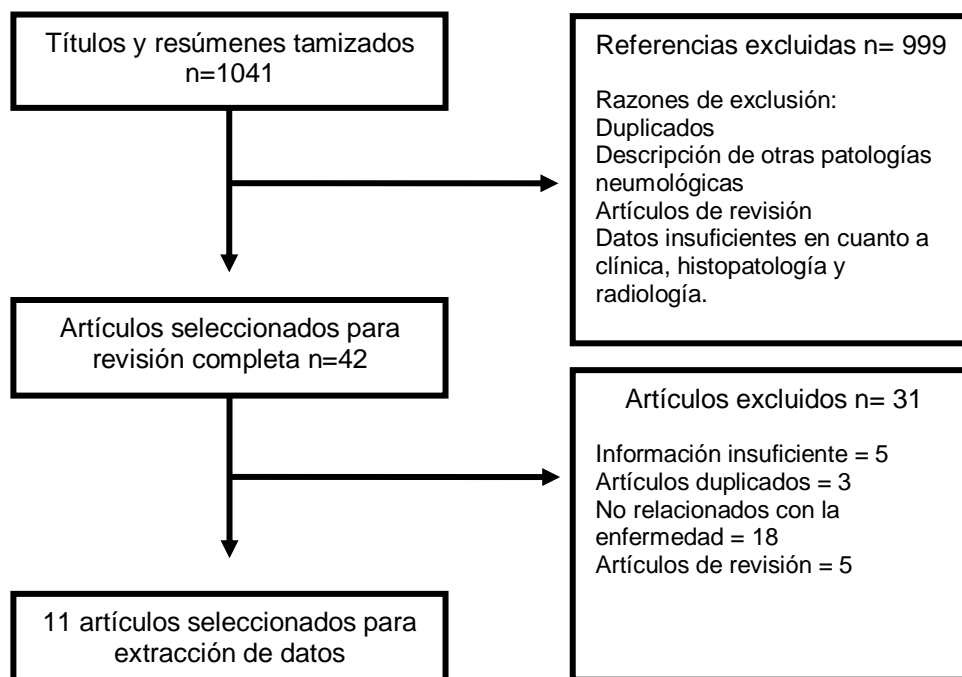 Títulos y resúmenes tamizados
n=1041
Referencias excluidas n= 999
Razones de exclusión:
Duplicados
Descripción de otras patologías
neumológicas
Artículos de revisión
Datos insuficientes en cuanto a
clínica, histopatología y
radiología.
Artículos seleccionados para
revisión completa n=42
Artículos excluidos n= 31
Información insuficiente = 5
Artículos duplicados = 3
No relacionados con la
enfermedad = 18
Artículos de revisión = 5
11 artículos seleccionados para
extracción de datos